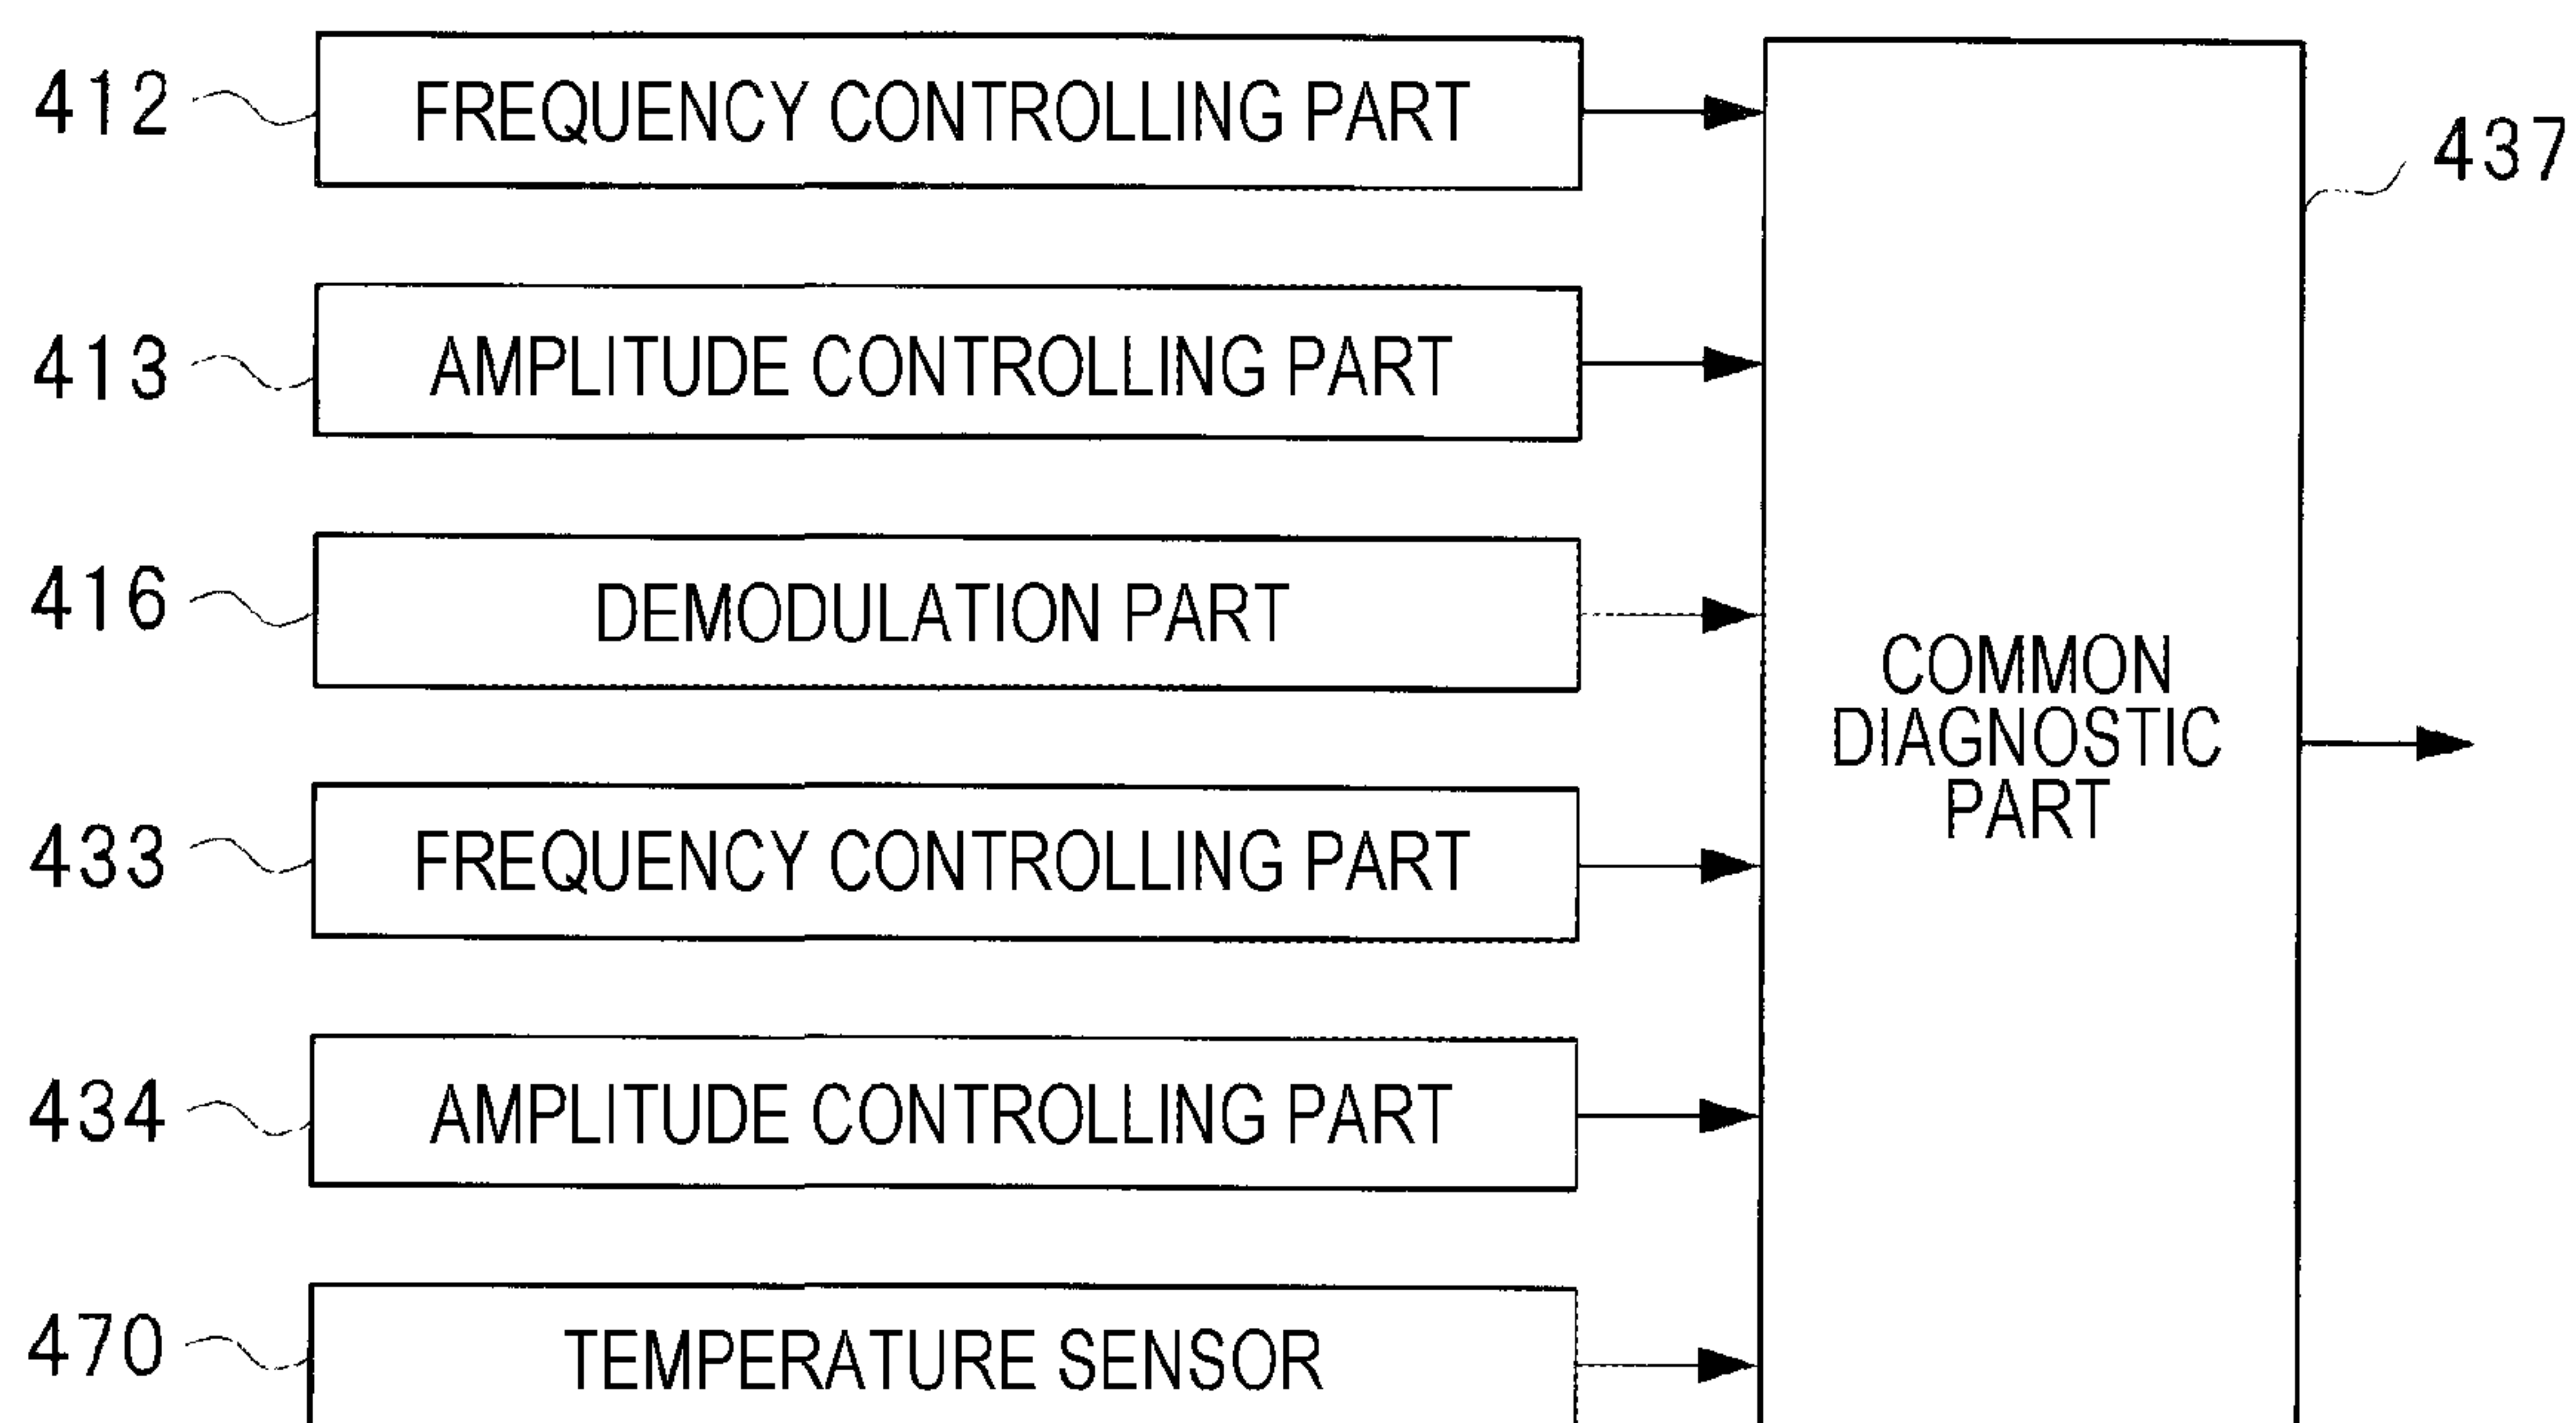 412
FREQUENCY CONTROLLING PART
437
413
AMPLITUDE CONTROLLING PART
416
DEMODULATION PART
COMMON
DIAGNOSTIC
PART
433
FREQUENCY CONTROLLING PART
434
AMPLITUDE CONTROLLING PART
470
TEMPERATURE SENSOR